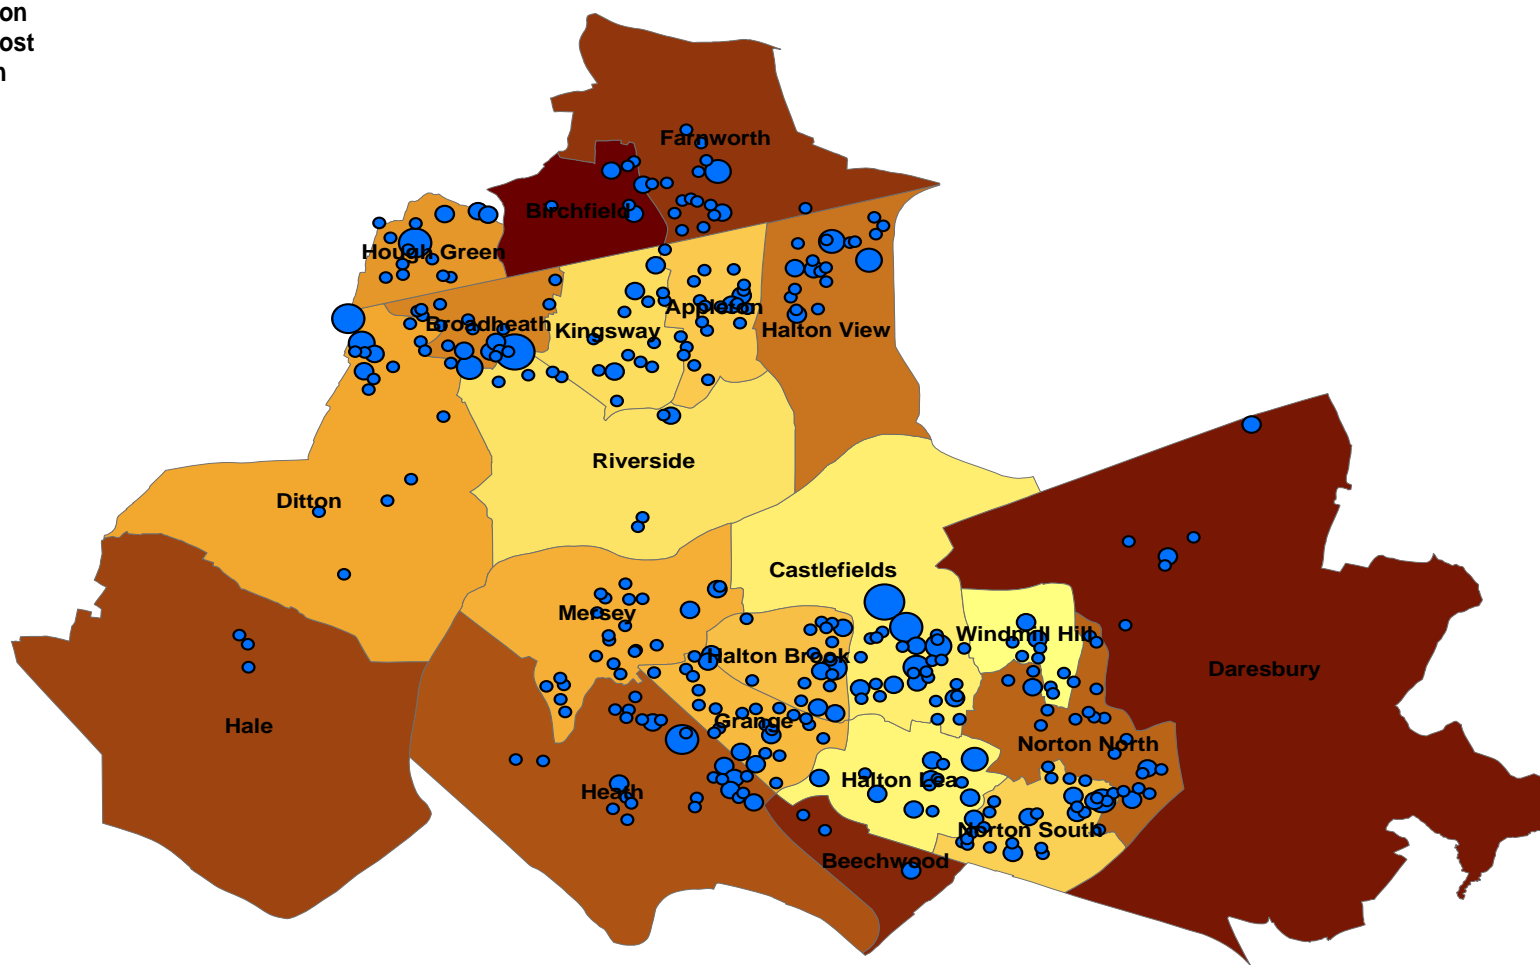 on
ost
n
Farnworth
Birchfield
Hough Green
Broadheath
Kingsway
Appleton
Halton View
Riverside
Ditton
Castlefields
Mersey
Windmill Hill
Halton Brook
Daresbury
Hale
Grange
Norton North
Halton Lea
Heath
Norton South
Beechwood